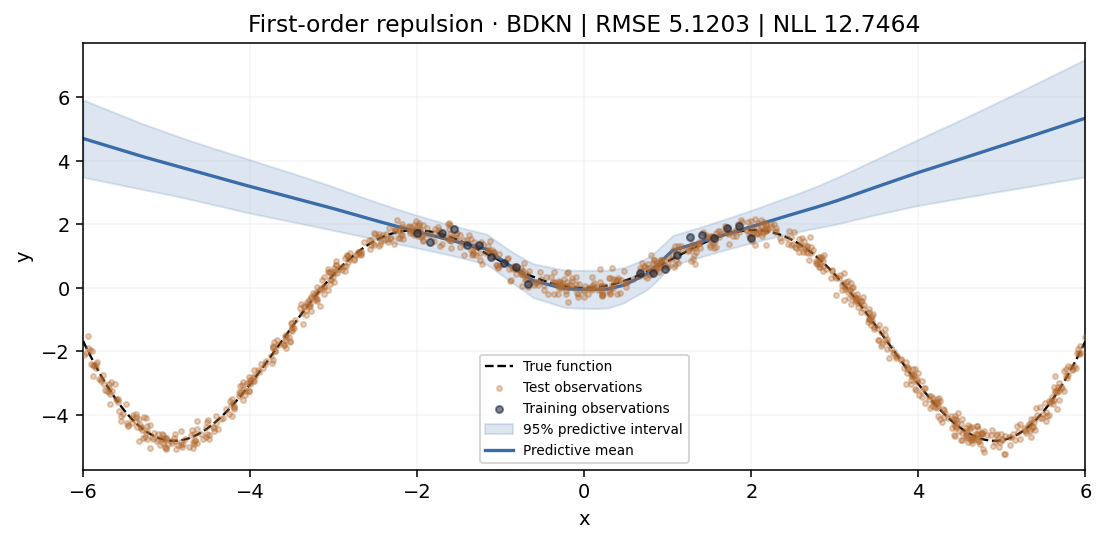 First-order repulsion · BDKN | RMSE 5.1203 | NLL 12.7464
y
6
4
2
0
−2
−4
True function
Test observations
Training observations
95% predictive interval
Predictive mean
−6
−4
−2
0
2
4
6
x